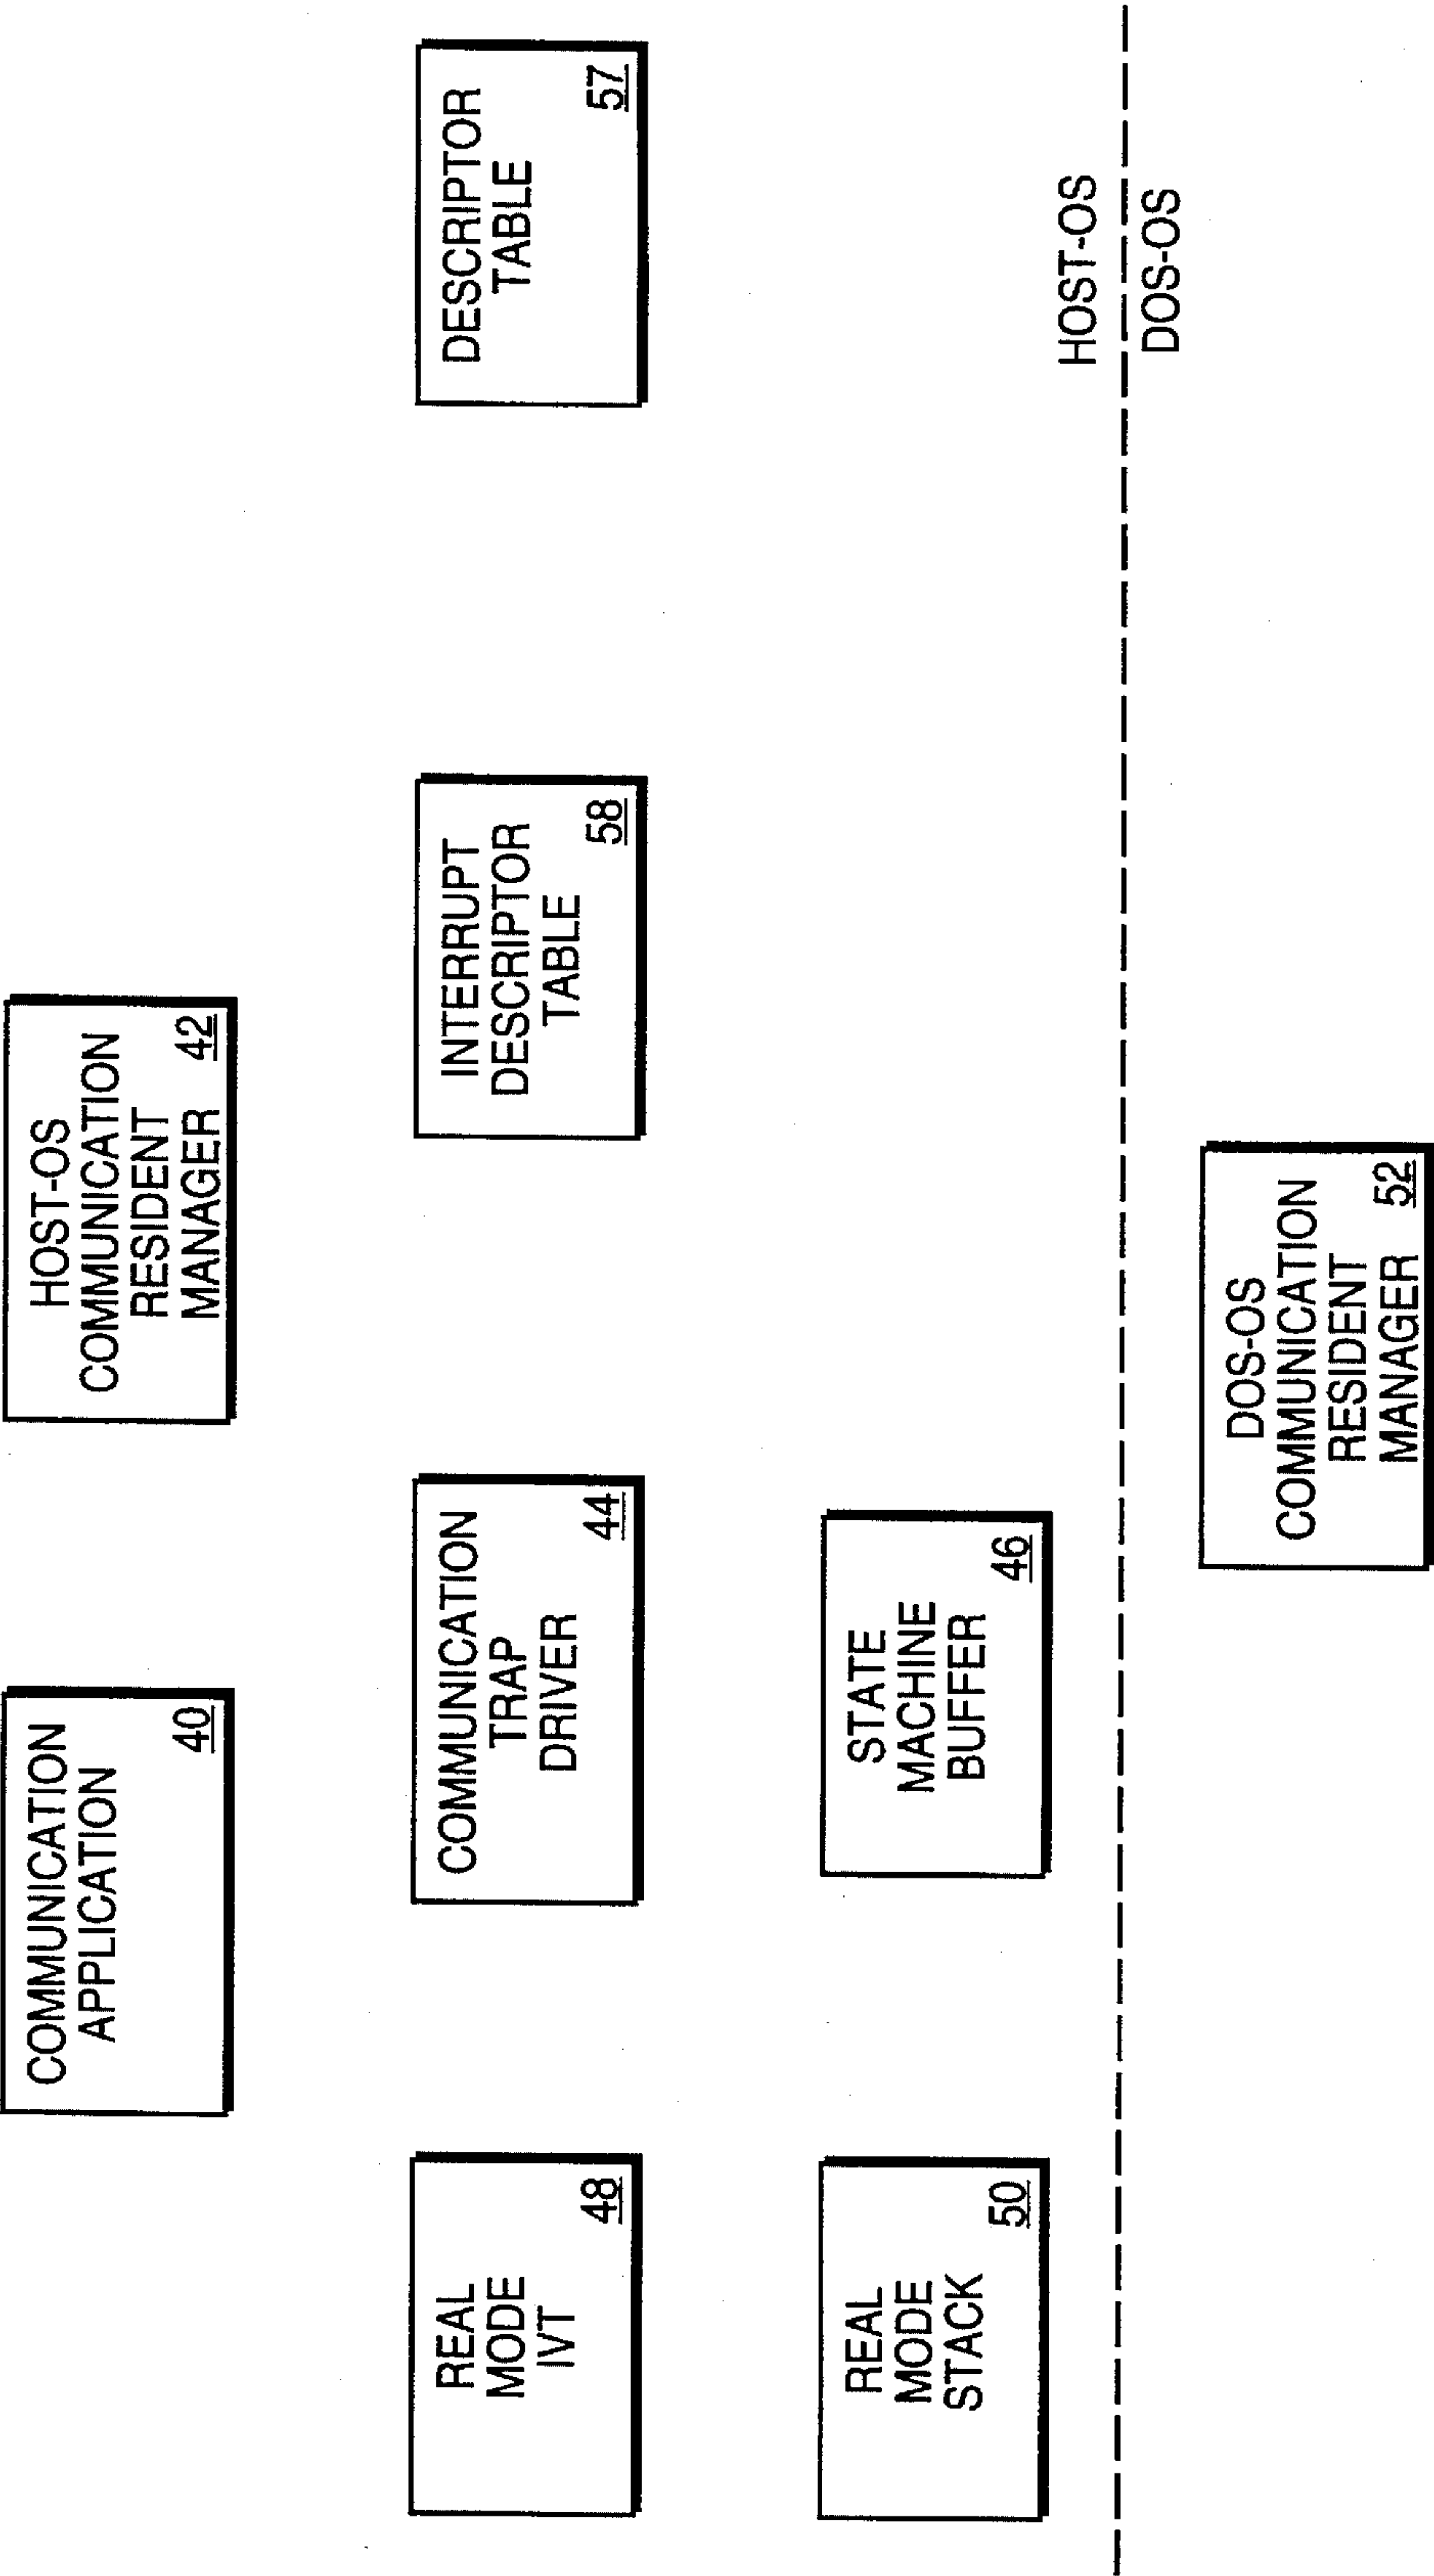 COMMUNICATION
APPLICATION
40
HOST-OS
COMMUNICATION
RESIDENT
MANAGER 42
REAL
MODE
IVT
48
COMMUNICATION
TRAP
DRIVER
44
INTERRUPT
DESCRIPTOR
TABLE
58
DESCRIPTOR
TABLE
57
REAL
MODE
STACK
50
STATE
MACHINE
BUFFER
46
HOST-OS
DOS-OS
DOS-OS
COMMUNICATION
RESIDENT
MANAGER 52